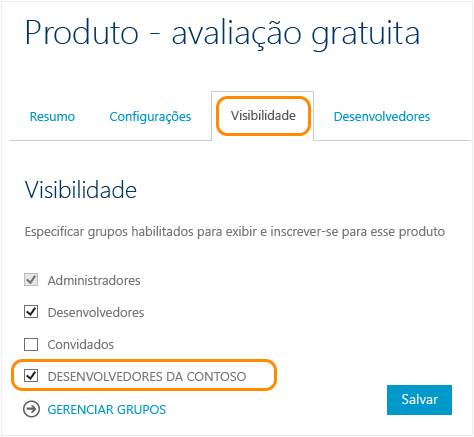 Produto - avaliação gratuita
Resumo Configurações Visibilidade Desenvolvedores
Visibilidade
Especificar grupos habilitados para exibir e inscrever-se para esse produto
Administradores
Desenvolvedores
Convidados
DESENVOLVEDORES DA CONTOSO
Salvar
GERENCIAR GRUPOS